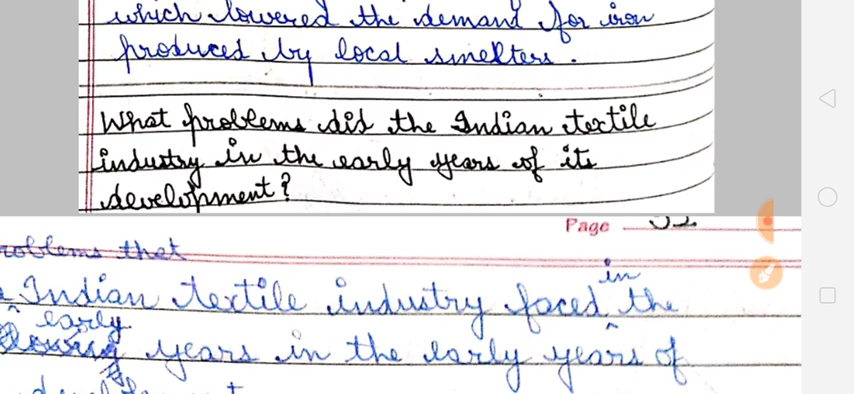 which lowered the demand for iron
produced by local smelters.
What problems did the Indian textile
industry in the early years of its
development?
Page 02
roblems that
Indian textile industry faced in the
early
years in the early years of